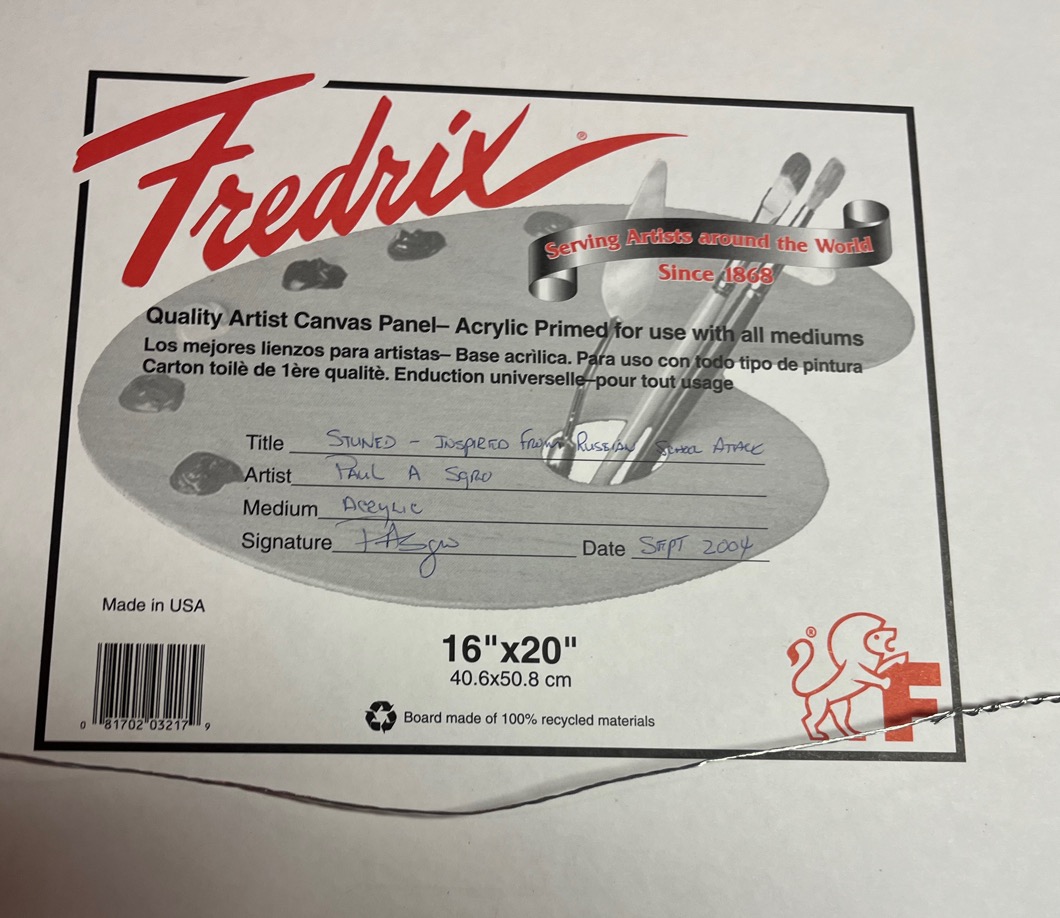 Fredrix®
Serving Artists around the World
Since 1868
Quality Artist Canvas Panel– Acrylic Primed for use with all mediums
Los mejores lienzos para artistas– Base acrìlica. Para uso con todo tipo de pintura
Carton toilè de 1ère qualitè. Enduction universelle–pour tout usage
Title STUNED - INSPIRED FROM RUSSIAN SCHOOL ATACK
Artist PAUL A SGRO
Medium ACRYLIC
Signature PASgro Date SEPT 2004
Made in USA
16"x20"
40.6x50.8 cm
Board made of 100% recycled materials
0 81702 03217 9
® F